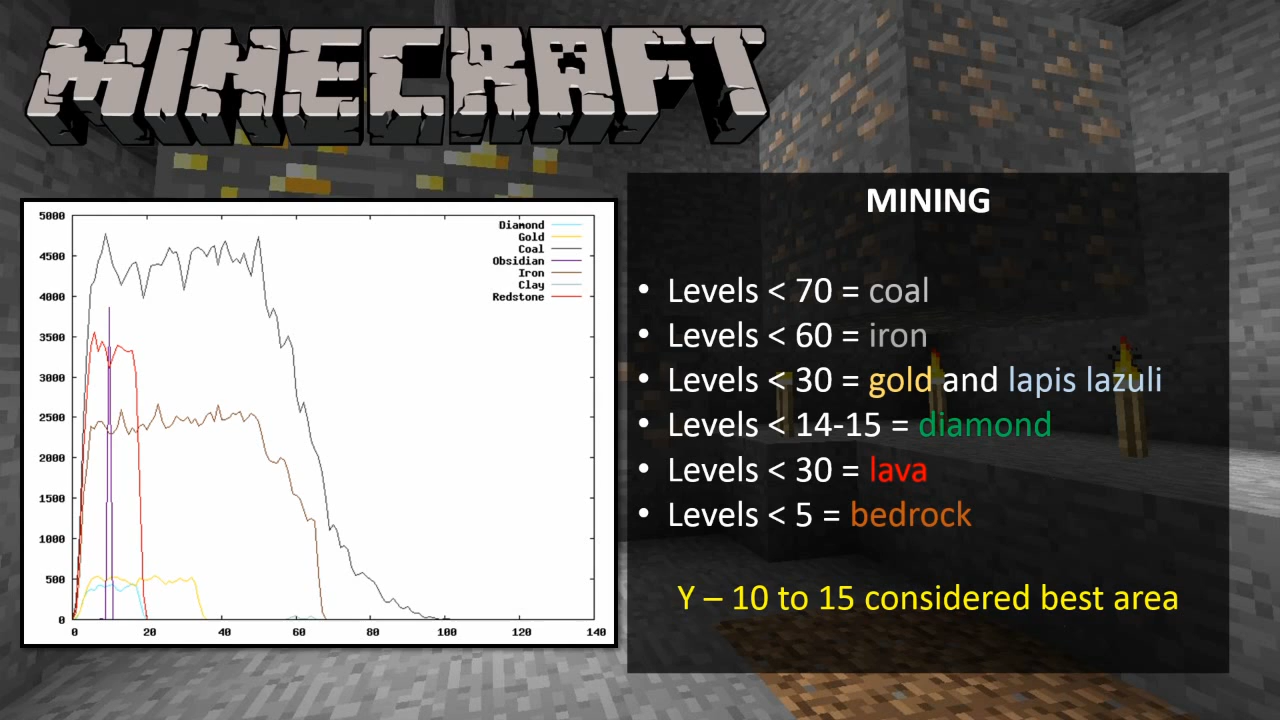 MINECRAFT
5000
4500
4000
3500
3000
2500
2000
1500
1000
500
0
0 20 40 60 80 100 120 140
Diamond
Gold
Coal
Obsidian
Iron
Clay
Redstone
MINING
• Levels < 70 = coal
• Levels < 60 = iron
• Levels < 30 = gold and lapis lazuli
• Levels < 14-15 = diamond
• Levels < 30 = lava
• Levels < 5 = bedrock
Y – 10 to 15 considered best area